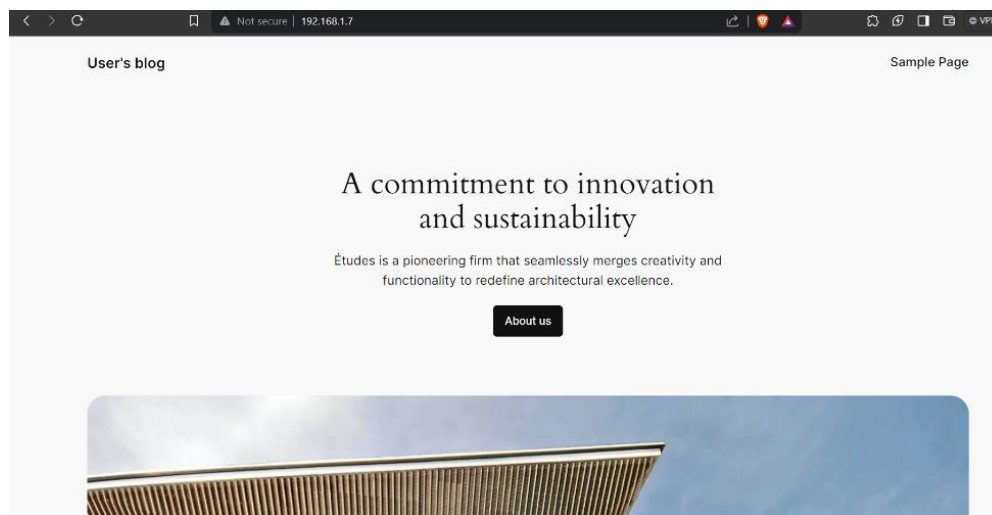 Not secure 192.168.1.7
User's blog
Sample Page
A commitment to innovation
and sustainability
Études is a pioneering firm that seamlessly merges creativity and
functionality to redefine architectural excellence.
About us